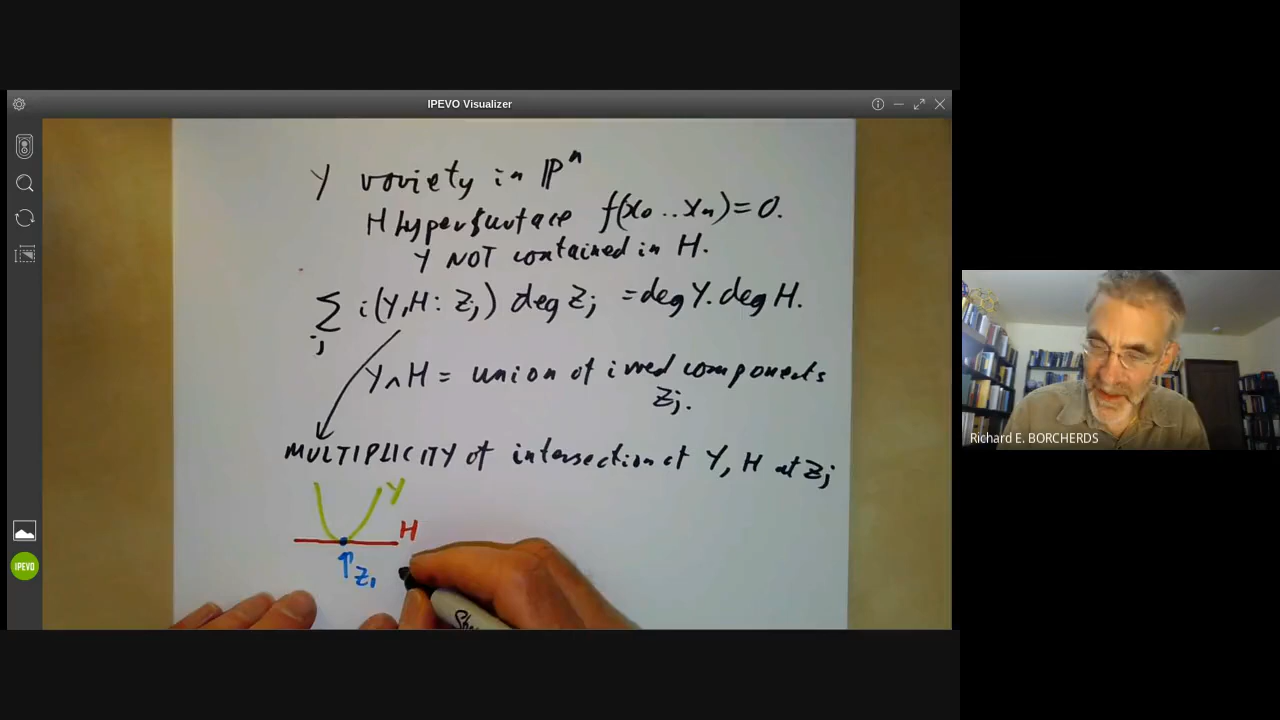 IPEVO Visualizer
Y variety in ℙⁿ
H hypersurface f(x₀..xₙ)=0.
Y NOT contained in H.
∑ⱼ i(Y,H: Zⱼ) deg Zⱼ = deg Y. deg H.
Y∩H = union of irred components
Zⱼ.
MULTIPLICITY of intersection of Y, H at Zⱼ
Y
H
↑Z₁
Richard E. BORCHERDS
IPEVO